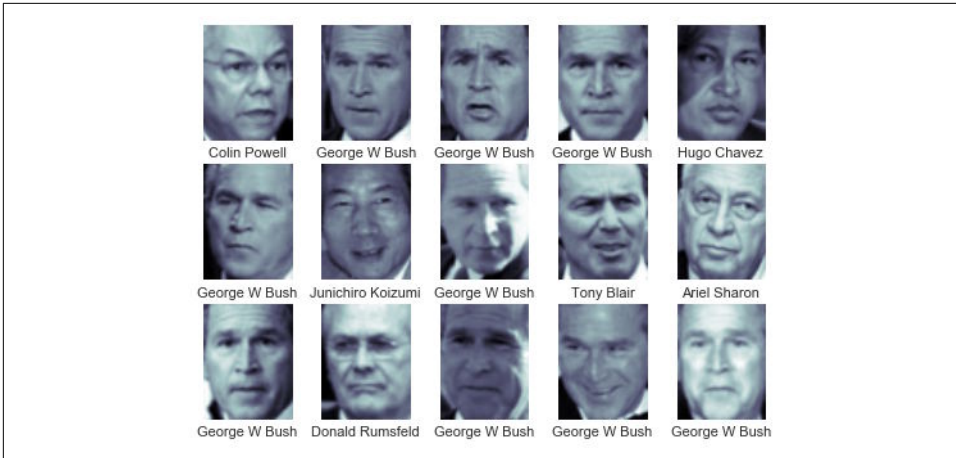 Colin Powell George W Bush George W Bush George W Bush Hugo Chavez
George W Bush Junichiro Koizumi George W Bush Tony Blair Ariel Sharon
George W Bush Donald Rumsfeld George W Bush George W Bush George W Bush